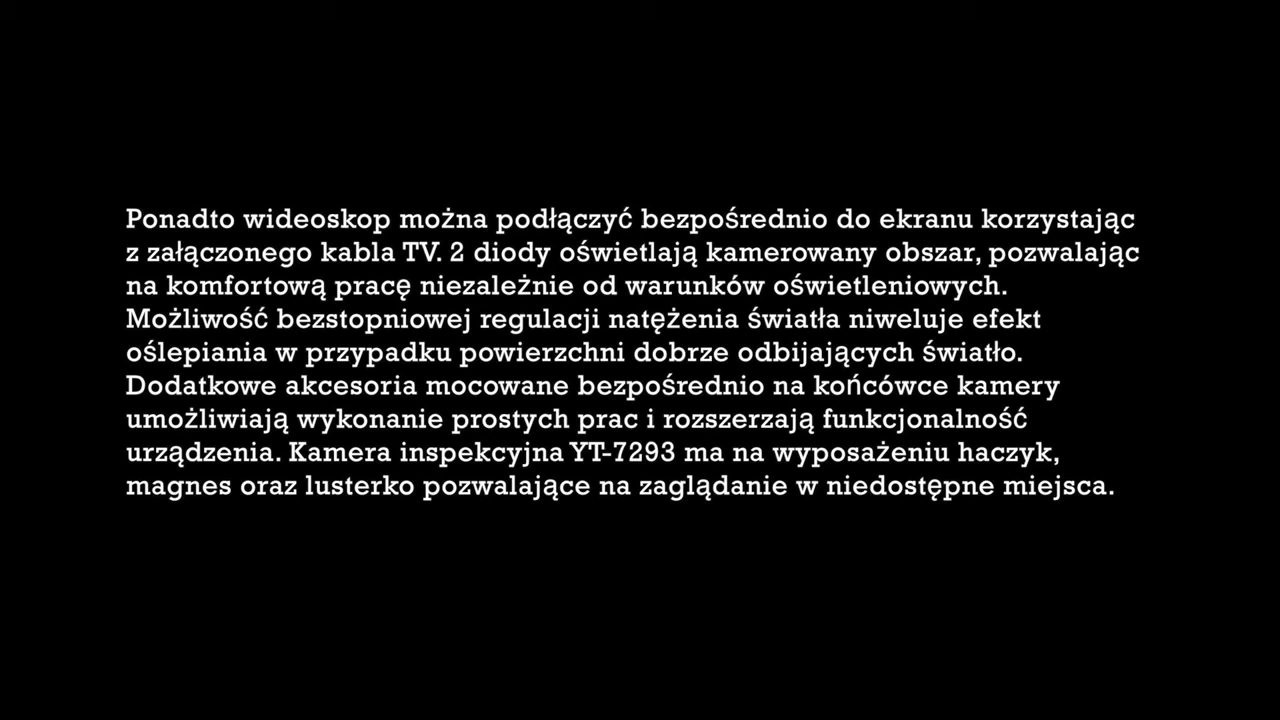 Ponadto wideoskop można podłączyć bezpośrednio do ekranu korzystając
z załączonego kabla TV. 2 diody oświetlają kamerowany obszar, pozwalając
na komfortową pracę niezależnie od warunków oświetleniowych.
Możliwość bezstopniowej regulacji natężenia światła niweluje efekt
oślepiania w przypadku powierzchni dobrze odbijających światło.
Dodatkowe akcesoria mocowane bezpośrednio na końcówce kamery
umożliwiają wykonanie prostych prac i rozszerzają funkcjonalność
urządzenia. Kamera inspekcyjna YT-7293 ma na wyposażeniu haczyk,
magnes oraz lusterko pozwalające na zaglądanie w niedostępne miejsca.